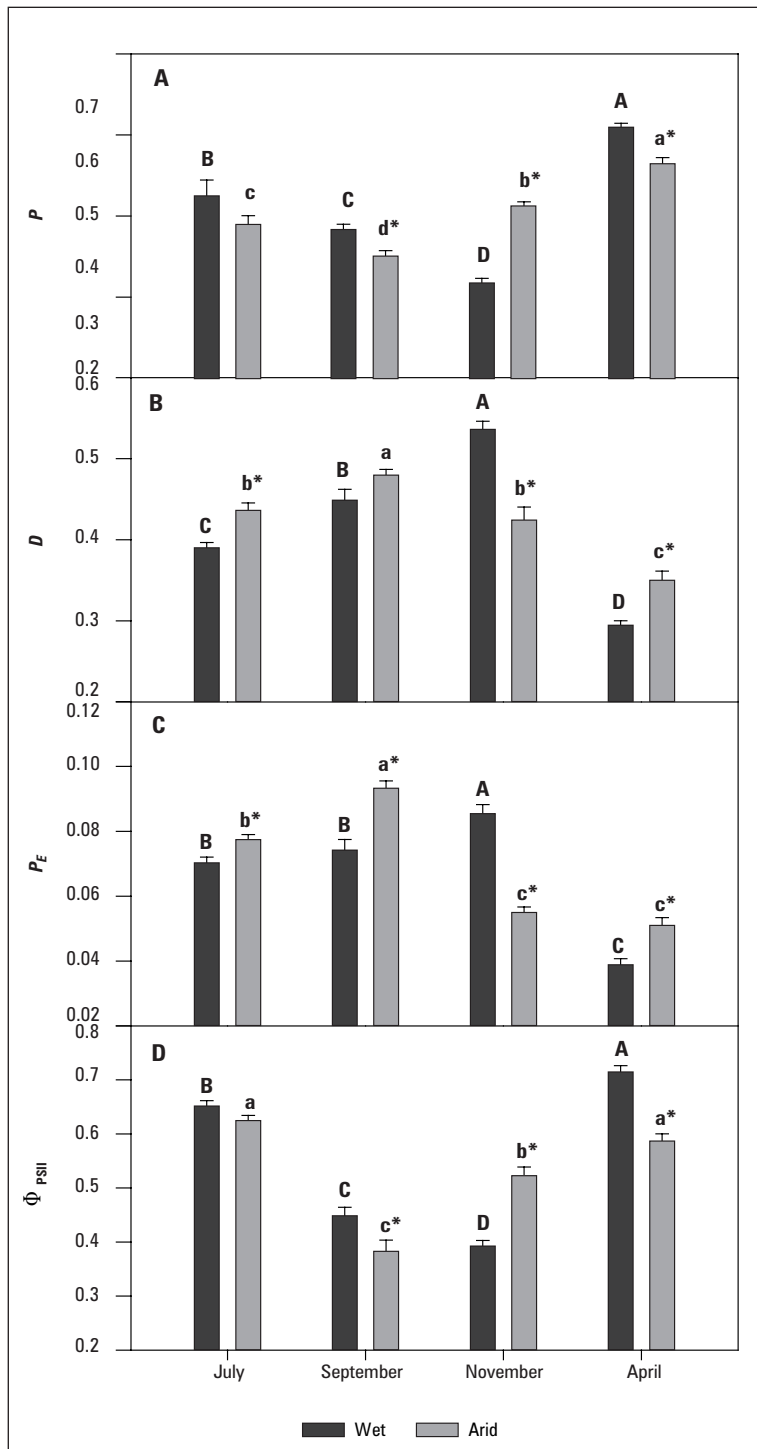 A
0.7
A
a*
B
0.6
b*
c
C
P
0.5
d*
D
0.4
0.3
0.2
0.6
B
A
0.5
a
B
b*
b*
C
D
0.4
c*
D
0.3
0.2
0.12
C
0.10
a*
A
b*
B
B
0.08
P_E
0.06
c*
c*
C
0.04
0.02
0.8
D
A
0.7
B
a
a*
0.6
b*
Φ PSII
0.5
C
c*
D
0.4
0.3
0.2
July September November April
Wet Arid